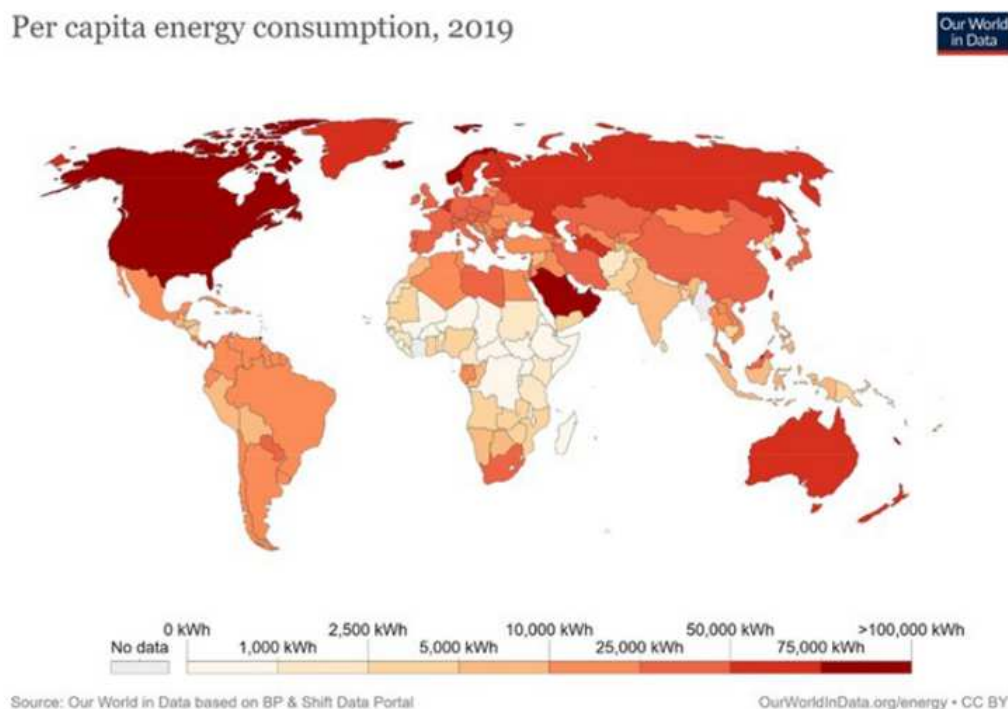 Per capita energy consumption, 2019
Our World
in Data
0 kWh 2,500 kWh 10,000 kWh 50,000 kWh >100,000 kWh
No data 1,000 kWh 5,000 kWh 25,000 kWh 75,000 kWh
Source: Our World in Data based on BP & Shift Data Portal OurWorldInData.org/energy • CC BY